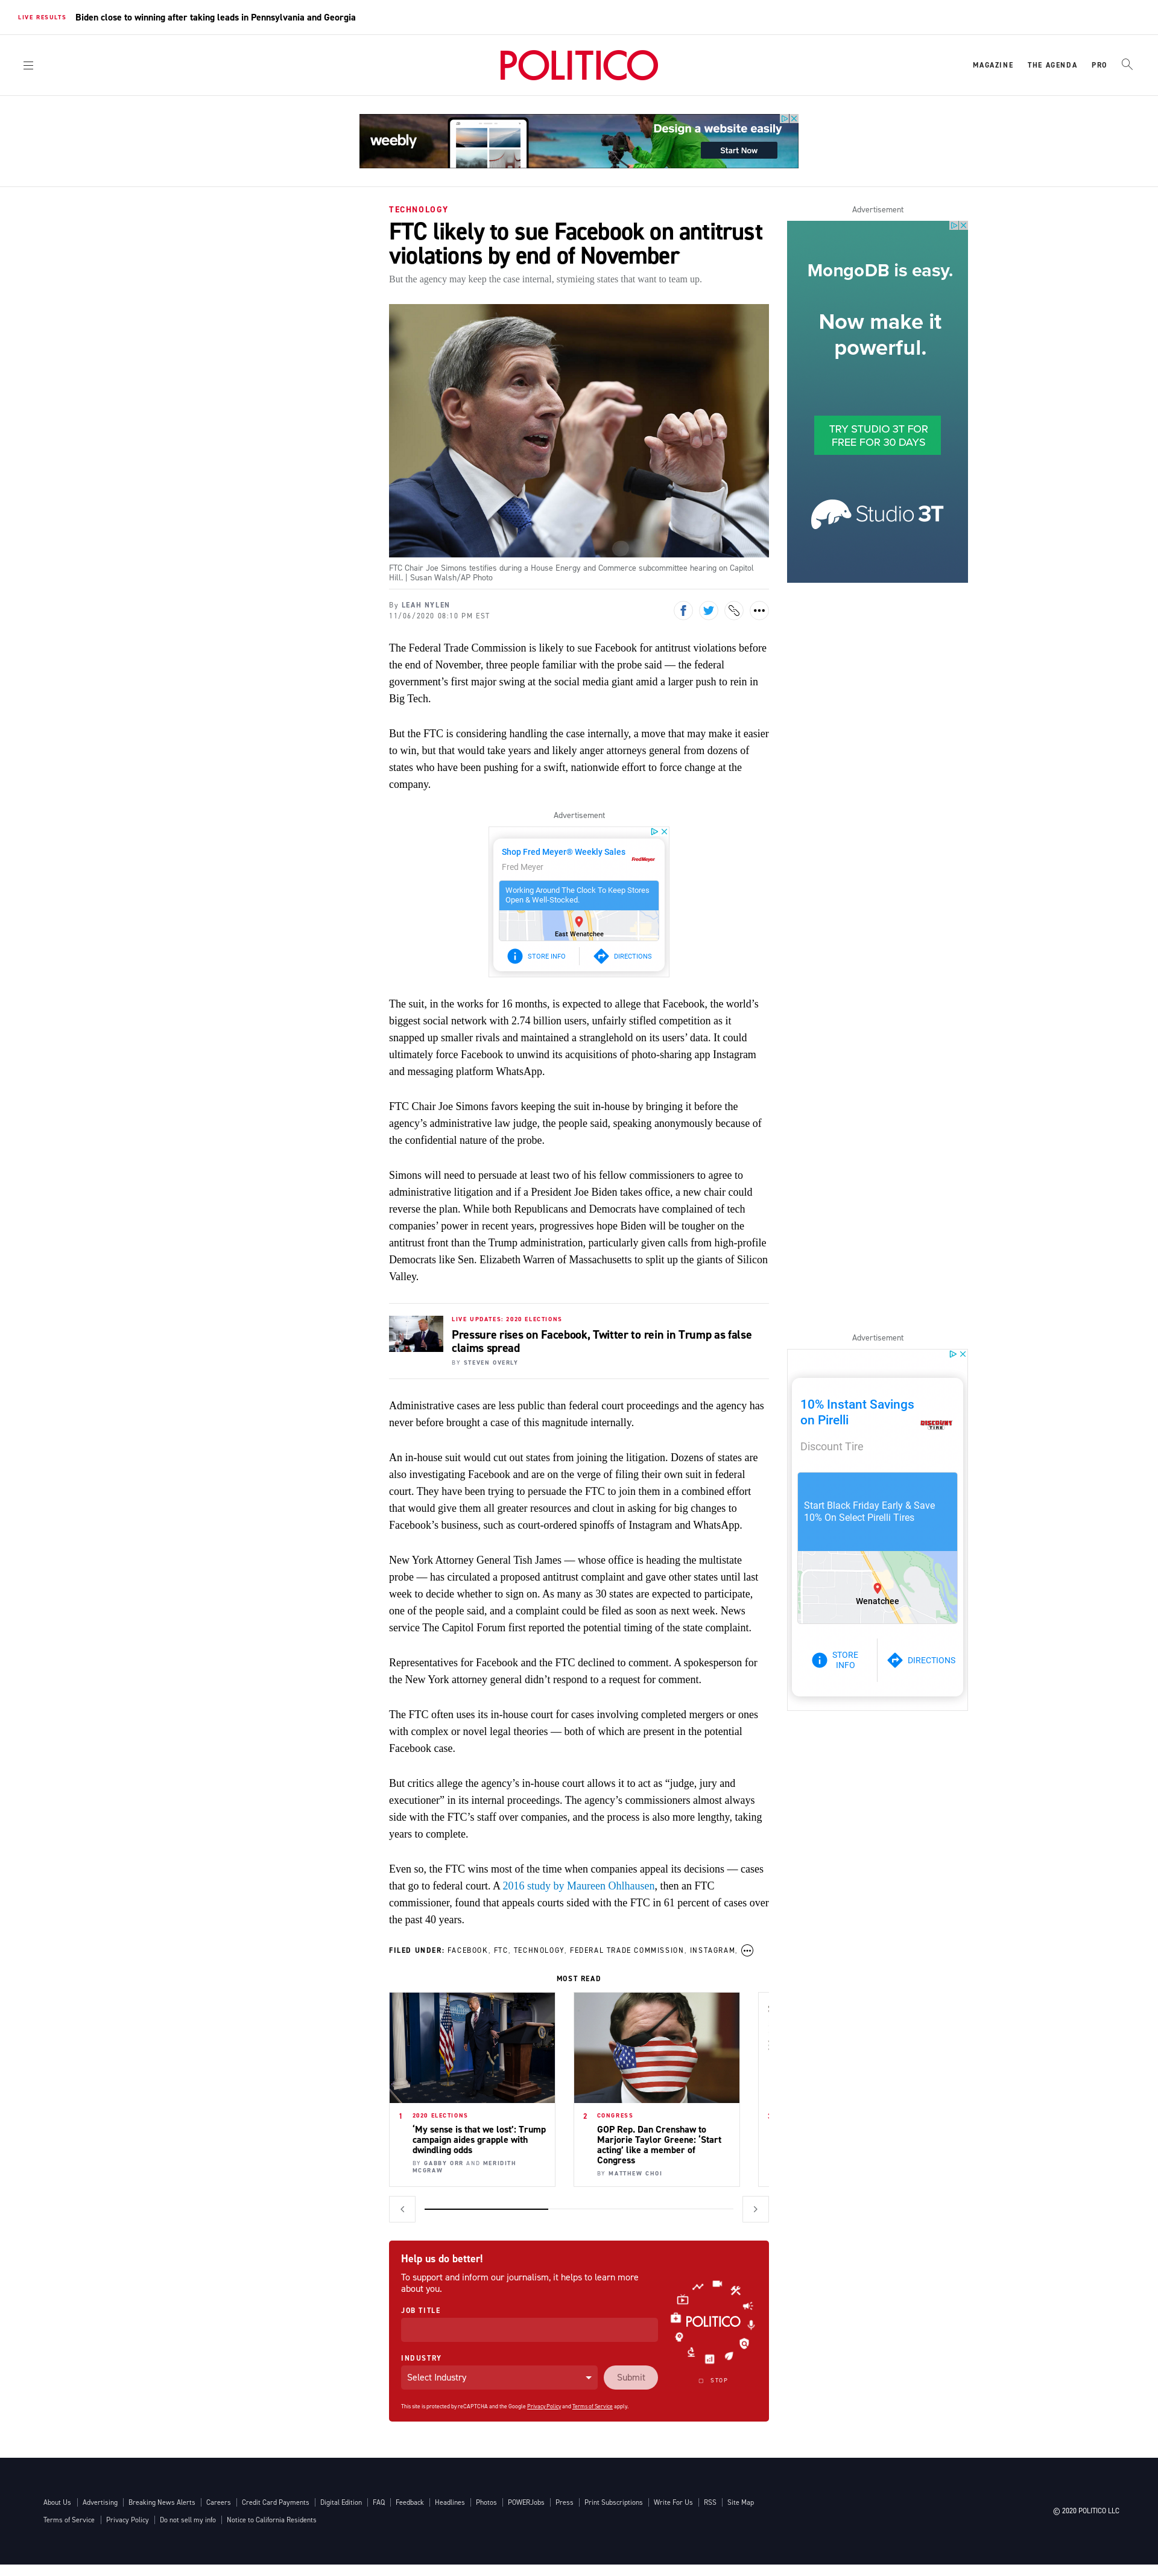 LIVE RESULTS Biden close to winning after taking leads in Pennsylvania and Georgia
POLITICO
MAGAZINE THE AGENDA PRO
weebly
Design a website easily
Start Now
TECHNOLOGY
FTC likely to sue Facebook on antitrust
violations by end of November
But the agency may keep the case internal, stymieing states that want to team up.
FTC Chair Joe Simons testifies during a House Energy and Commerce subcommittee hearing on Capitol
Hill. | Susan Walsh/AP Photo
By LEAH NYLEN
11/06/2020 08:10 PM EST
Advertisement
MongoDB is easy.
Now make it
powerful.
TRY STUDIO 3T FOR
FREE FOR 30 DAYS
Studio 3T
The Federal Trade Commission is likely to sue Facebook for antitrust violations before
the end of November, three people familiar with the probe said — the federal
government’s first major swing at the social media giant amid a larger push to rein in
Big Tech.
But the FTC is considering handling the case internally, a move that may make it easier
to win, but that would take years and likely anger attorneys general from dozens of
states who have been pushing for a swift, nationwide effort to force change at the
company.
Advertisement
Shop Fred Meyer® Weekly Sales
Fred Meyer
Fred Meyer
Working Around The Clock To Keep Stores
Open & Well-Stocked.
East Wenatchee
STORE INFO
DIRECTIONS
The suit, in the works for 16 months, is expected to allege that Facebook, the world’s
biggest social network with 2.74 billion users, unfairly stifled competition as it
snapped up smaller rivals and maintained a stranglehold on its users’ data. It could
ultimately force Facebook to unwind its acquisitions of photo-sharing app Instagram
and messaging platform WhatsApp.
FTC Chair Joe Simons favors keeping the suit in-house by bringing it before the
agency’s administrative law judge, the people said, speaking anonymously because of
the confidential nature of the probe.
Simons will need to persuade at least two of his fellow commissioners to agree to
administrative litigation and if a President Joe Biden takes office, a new chair could
reverse the plan. While both Republicans and Democrats have complained of tech
companies’ power in recent years, progressives hope Biden will be tougher on the
antitrust front than the Trump administration, particularly given calls from high-profile
Democrats like Sen. Elizabeth Warren of Massachusetts to split up the giants of Silicon
Valley.
LIVE UPDATES: 2020 ELECTIONS
Pressure rises on Facebook, Twitter to rein in Trump as false
claims spread
BY STEVEN OVERLY
Advertisement
10% Instant Savings
on Pirelli
DISCOUNT
TIRE
Discount Tire
Start Black Friday Early & Save
10% On Select Pirelli Tires
Wenatchee
STORE
INFO
DIRECTIONS
Administrative cases are less public than federal court proceedings and the agency has
never before brought a case of this magnitude internally.
An in-house suit would cut out states from joining the litigation. Dozens of states are
also investigating Facebook and are on the verge of filing their own suit in federal
court. They have been trying to persuade the FTC to join them in a combined effort
that would give them all greater resources and clout in asking for big changes to
Facebook’s business, such as court-ordered spinoffs of Instagram and WhatsApp.
New York Attorney General Tish James — whose office is heading the multistate
probe — has circulated a proposed antitrust complaint and gave other states until last
week to decide whether to sign on. As many as 30 states are expected to participate,
one of the people said, and a complaint could be filed as soon as next week. News
service The Capitol Forum first reported the potential timing of the state complaint.
Representatives for Facebook and the FTC declined to comment. A spokesperson for
the New York attorney general didn’t respond to a request for comment.
The FTC often uses its in-house court for cases involving completed mergers or ones
with complex or novel legal theories — both of which are present in the potential
Facebook case.
But critics allege the agency’s in-house court allows it to act as “judge, jury and
executioner” in its internal proceedings. The agency’s commissioners almost always
side with the FTC’s staff over companies, and the process is also more lengthy, taking
years to complete.
Even so, the FTC wins most of the time when companies appeal its decisions — cases
that go to federal court. A 2016 study by Maureen Ohlhausen, then an FTC
commissioner, found that appeals courts sided with the FTC in 61 percent of cases over
the past 40 years.
FILED UNDER: FACEBOOK, FTC, TECHNOLOGY, FEDERAL TRADE COMMISSION, INSTAGRAM,
MOST READ
1 2020 ELECTIONS
‘My sense is that we lost’: Trump
campaign aides grapple with
dwindling odds
BY GABBY ORR AND MERIDITH
MCGRAW
2 CONGRESS
GOP Rep. Dan Crenshaw to
Marjorie Taylor Greene: ‘Start
acting’ like a member of
Congress
BY MATTHEW CHOI
Help us do better!
To support and inform our journalism, it helps to learn more
about you.
JOB TITLE
INDUSTRY
Select Industry
Submit
POLITICO
STOP
This site is protected by reCAPTCHA and the Google Privacy Policy and Terms of Service apply.
About Us Advertising Breaking News Alerts Careers Credit Card Payments Digital Edition FAQ Feedback Headlines Photos POWERJobs Press Print Subscriptions Write For Us RSS Site Map
Terms of Service Privacy Policy Do not sell my info Notice to California Residents
© 2020 POLITICO LLC